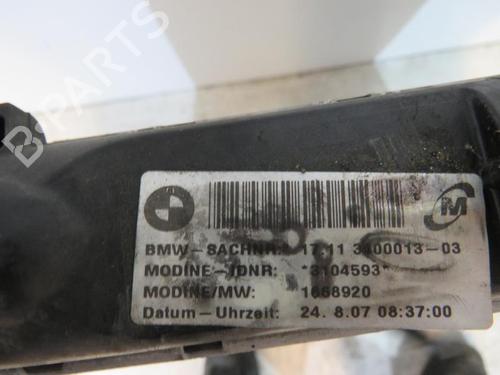 BMW-SACHNR: 17 11 3400013-03
MODINE-IDNR: *3104593*
MODINE/MW: 1668920
Datum-Uhrzeit: 24. 8.07 08:37:00
B-PARTS